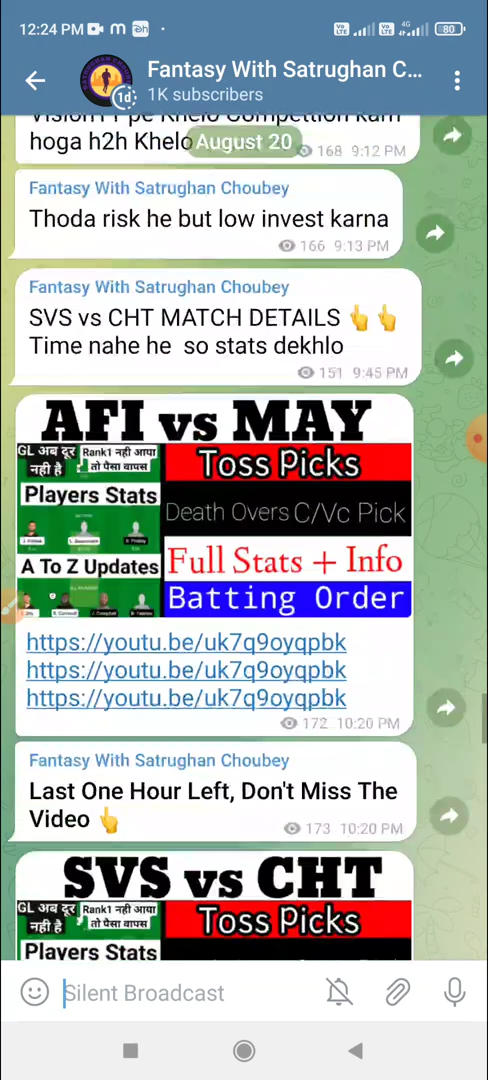 12:24 PM
4G
80
Fantasy With Satrughan C...
1K subscribers
1d
hoga h2h Khelo
August 20
168 9:12 PM
Fantasy With Satrughan Choubey
Thoda risk he but low invest karna
166 9:13 PM
Fantasy With Satrughan Choubey
SVS vs CHT MATCH DETAILS 👆👆
Time nahe he so stats dekhlo
151 9:45 PM
AFI vs MAY
GL अब दूर नही है
Rank1 नही आया तो पैसा वापस
Toss Picks
Players Stats
Death Overs C/Vc Pick
Full Stats + Info
A To Z Updates
Batting Order
https://youtu.be/uk7q9oyqpbk
https://youtu.be/uk7q9oyqpbk
https://youtu.be/uk7q9oyqpbk
172 10:20 PM
Fantasy With Satrughan Choubey
Last One Hour Left, Don't Miss The
Video 👆
173 10:20 PM
SVS vs CHT
GL अब दूर नही है
Rank1 नही आया तो पैसा वापस
Toss Picks
Players Stats
Silent Broadcast